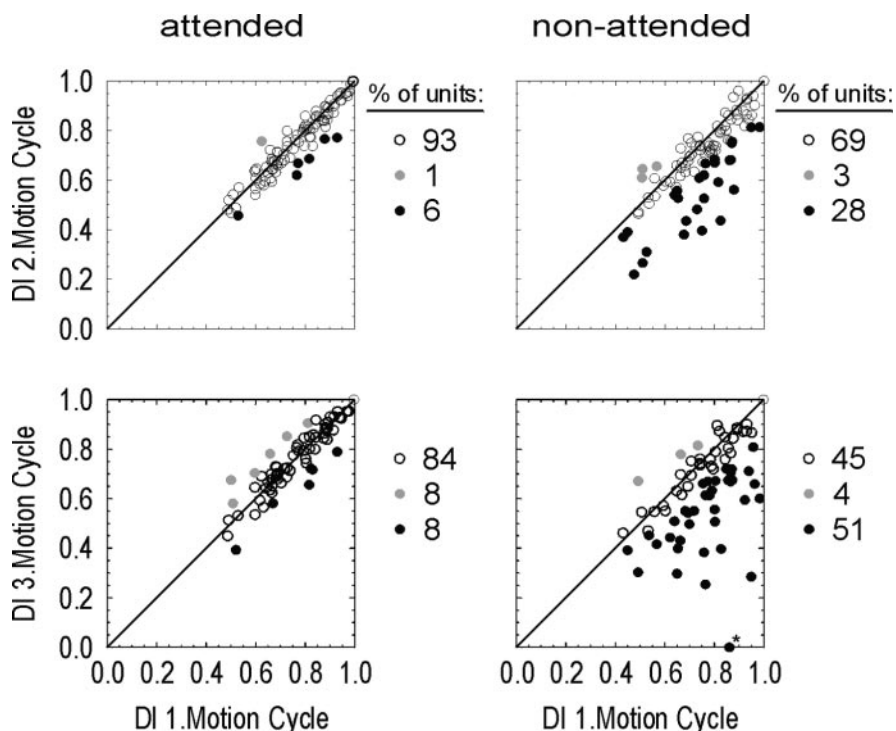 attended
non-attended
DI 2.Motion Cycle
1.0
0.8
0.6
0.4
0.2
0.0
% of units:
93
1
6
% of units:
69
3
28
DI 3.Motion Cycle
1.0
0.8
0.6
0.4
0.2
0.0
84
8
8
*
45
4
51
0.0 0.2 0.4 0.6 0.8 1.0
0.0 0.2 0.4 0.6 0.8 1.0
DI 1.Motion Cycle
DI 1.Motion Cycle